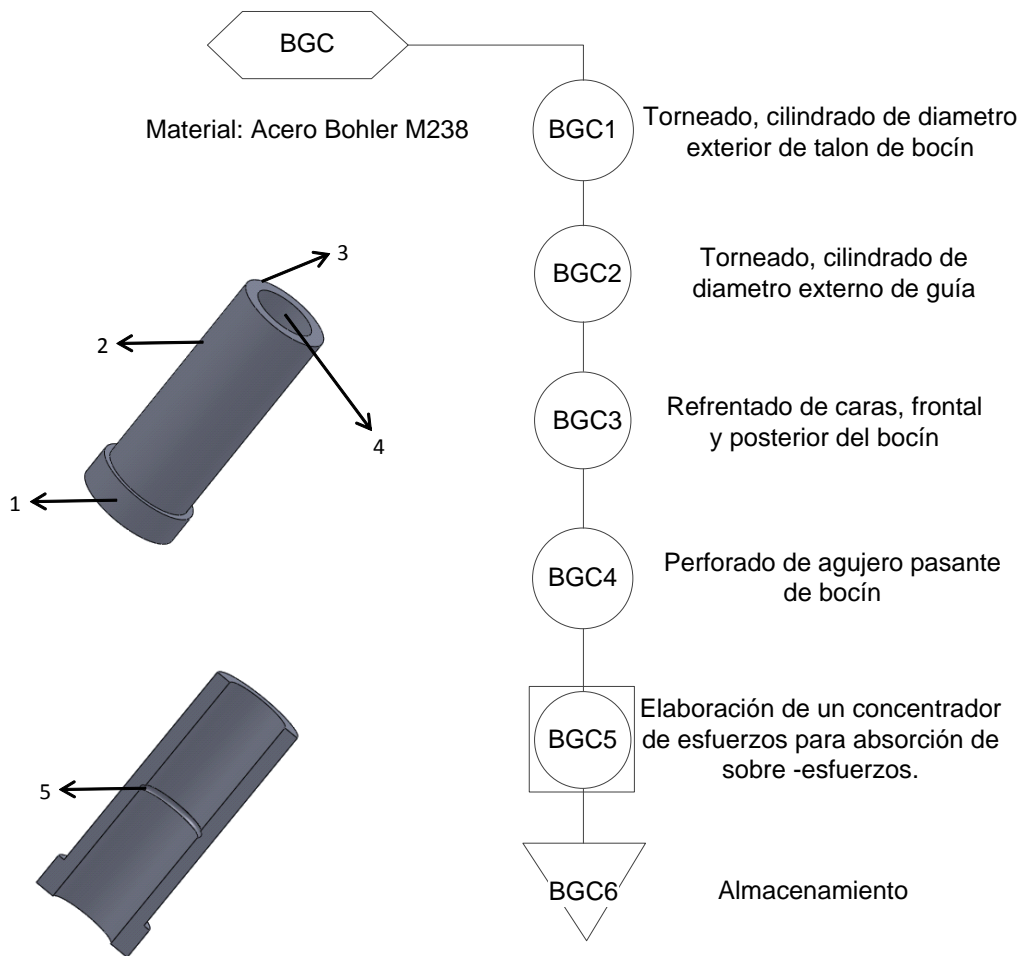 BGC
Material: Acero Bohler M238
BGC1
Torneado, cilindrado de diametro
exterior de talon de bocín
3
BGC2
Torneado, cilindrado de
diametro externo de guía
2
BGC3
Refrentado de caras, frontal
y posterior del bocín
4
1
BGC4
Perforado de agujero pasante
de bocín
BGC5
Elaboración de un concentrador
de esfuerzos para absorción de
sobre -esfuerzos.
5
BGC6
Almacenamiento